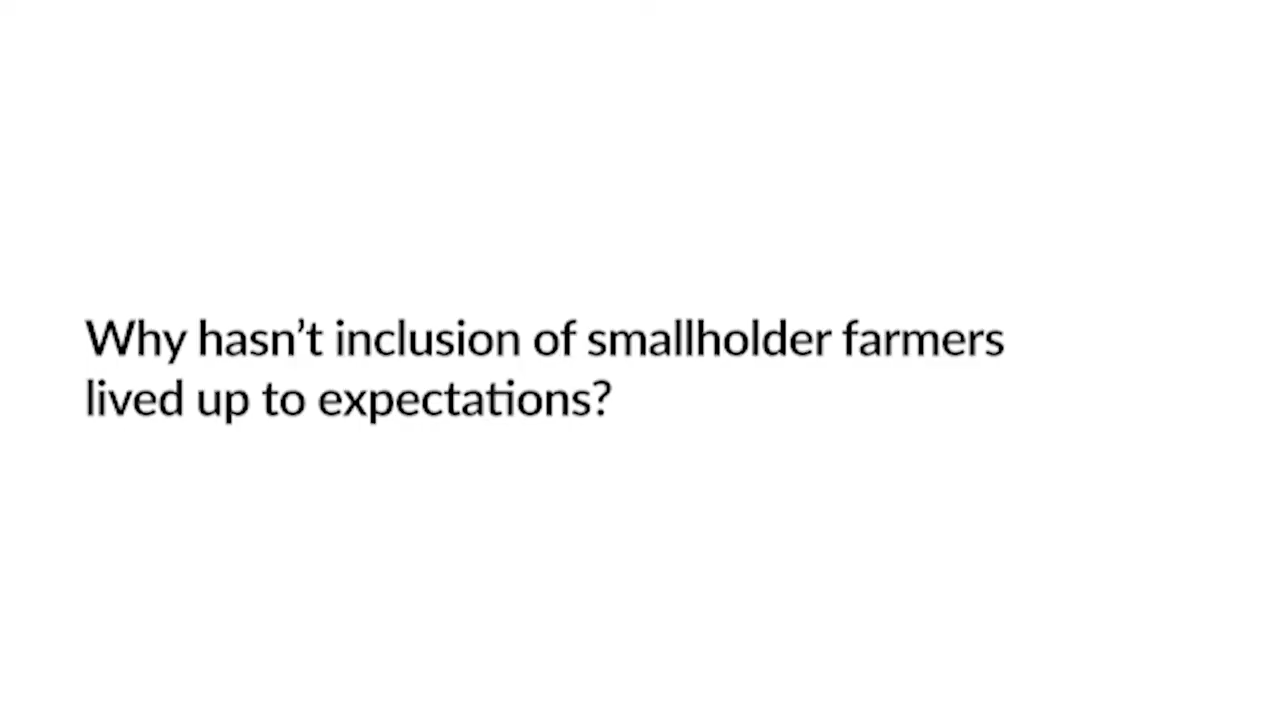 Why hasn’t inclusion of smallholder farmers
lived up to expectations?